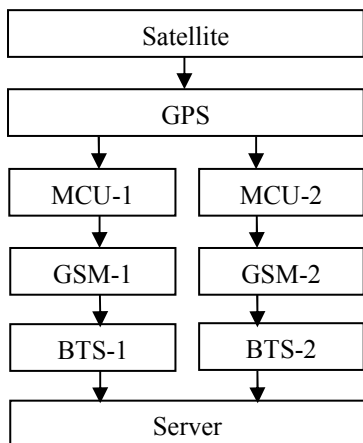 Satellite
GPS
MCU-1 MCU-2
GSM-1 GSM-2
BTS-1 BTS-2
Server